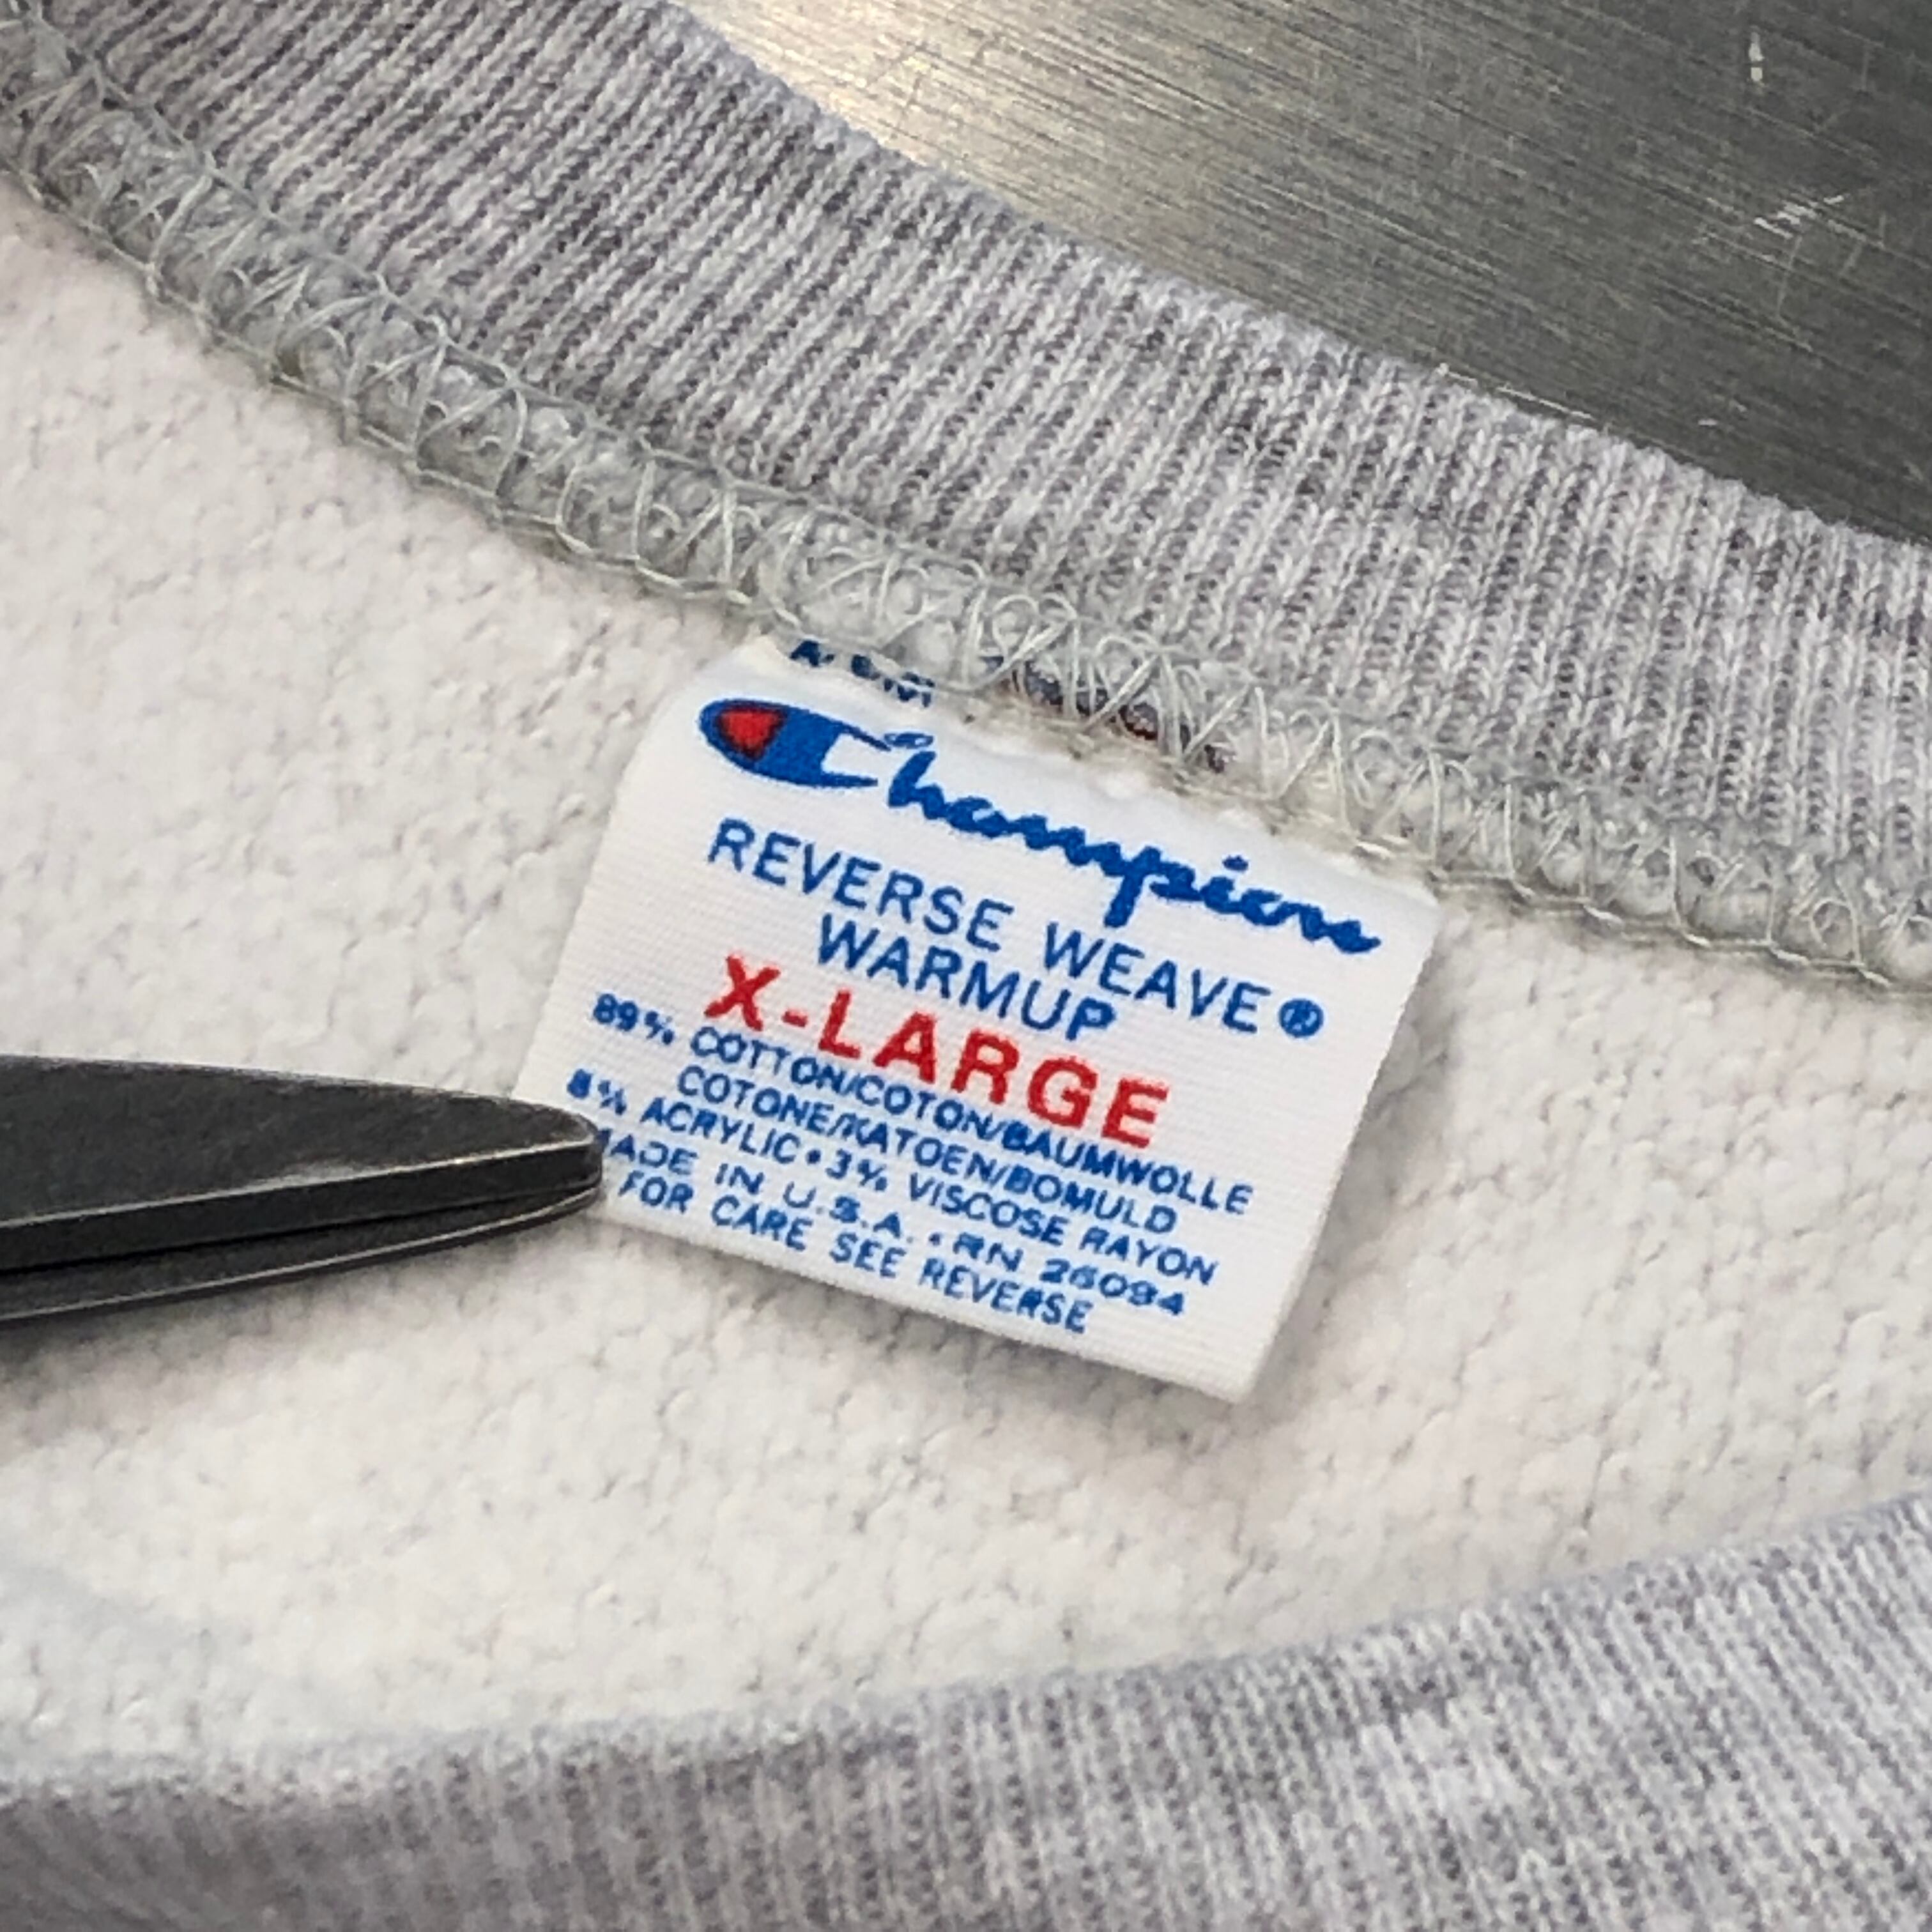 Champion
REVERSE WEAVE®
WARMUP
X-LARGE
89% COTTON/COTON/BAUMWOLLE
COTONE/KATOEN/BOMULD
8% ACRYLIC • 3% VISCOSE RAYON
MADE IN U.S.A. • RN 26094
FOR CARE SEE REVERSE